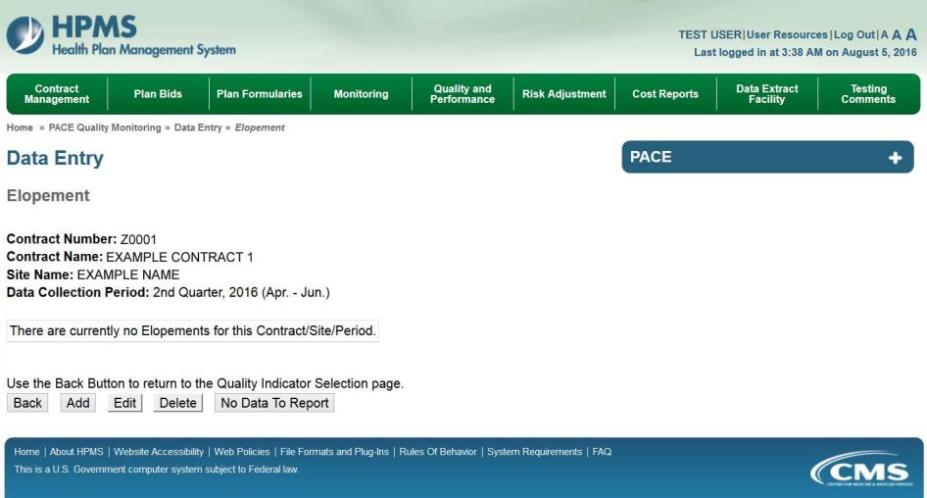 HPMS
Health Plan Management System
TEST USER|User Resources|Log Out|A A A
Last logged in at 3:38 AM on August 5, 2016
Contract Management
Plan Bids
Plan Formularies
Monitoring
Quality and Performance
Risk Adjustment
Cost Reports
Data Extract Facility
Testing Comments
Home » PACE Quality Monitoring » Data Entry » Elopement
Data Entry
PACE +
Elopement
Contract Number: Z0001
Contract Name: EXAMPLE CONTRACT 1
Site Name: EXAMPLE NAME
Data Collection Period: 2nd Quarter, 2016 (Apr. - Jun.)
There are currently no Elopements for this Contract/Site/Period.
Use the Back Button to return to the Quality Indicator Selection page.
Back Add Edit Delete No Data To Report
Home | About HPMS | Website Accessibility | Web Policies | File Formats and Plug-Ins | Rules Of Behavior | System Requirements | FAQ
This is a U.S. Government computer system subject to Federal law.
CMS